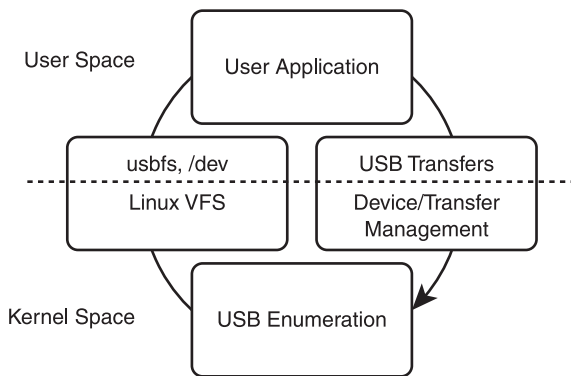 User Space
User Application
usbfs, /dev
Linux VFS
USB Transfers
Device/Transfer
Management
Kernel Space
USB Enumeration